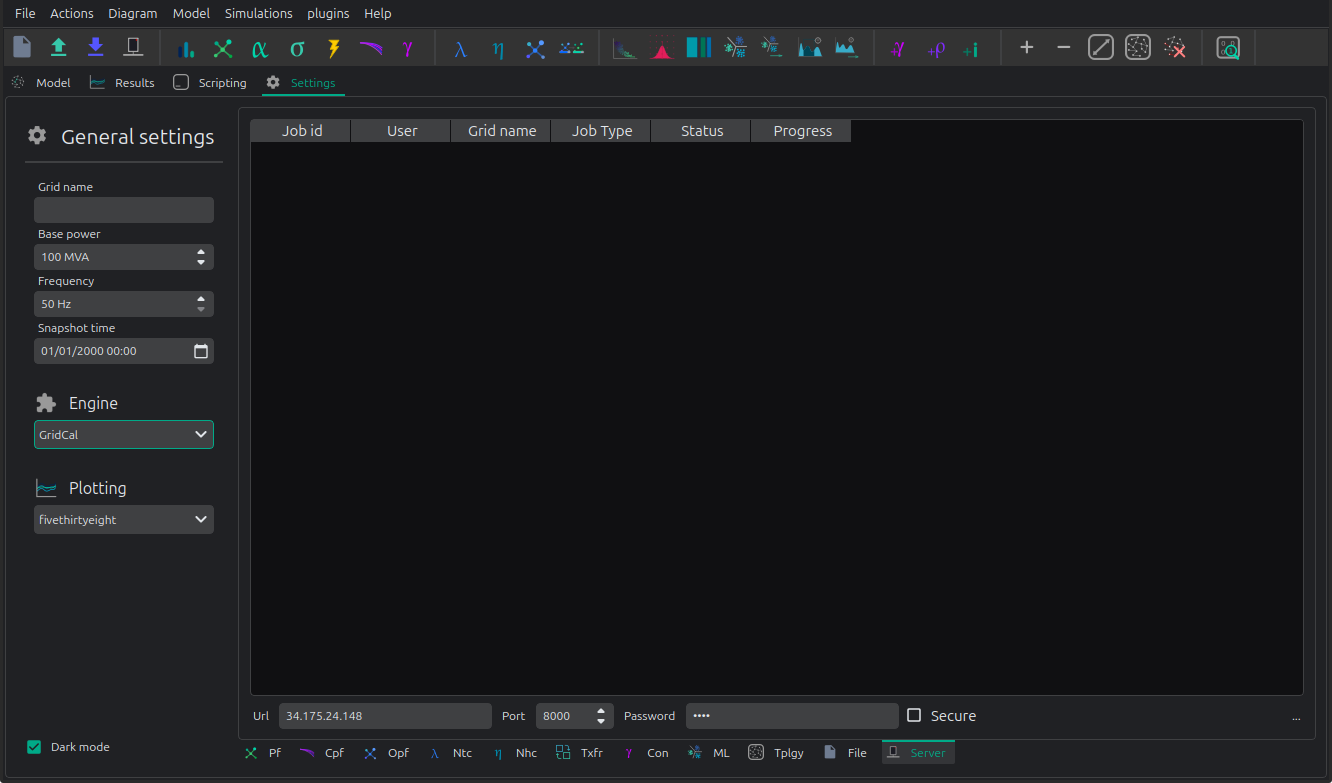 File Actions Diagram Model Simulations plugins Help
α σ γ λ η +γ +ρ +i
Model Results Scripting Settings
General settings
Grid name
Base power
100 MVA
Frequency
50 Hz
Snapshot time
01/01/2000 00:00
Engine
GridCal
Plotting
fivethirtyeight
Dark mode
Job id User Grid name Job Type Status Progress
Url 34.175.24.148 Port 8000 Password •••• Secure ...
Pf Cpf Opf λ Ntc η Nhc Txfr γ Con ML Tplgy File Server